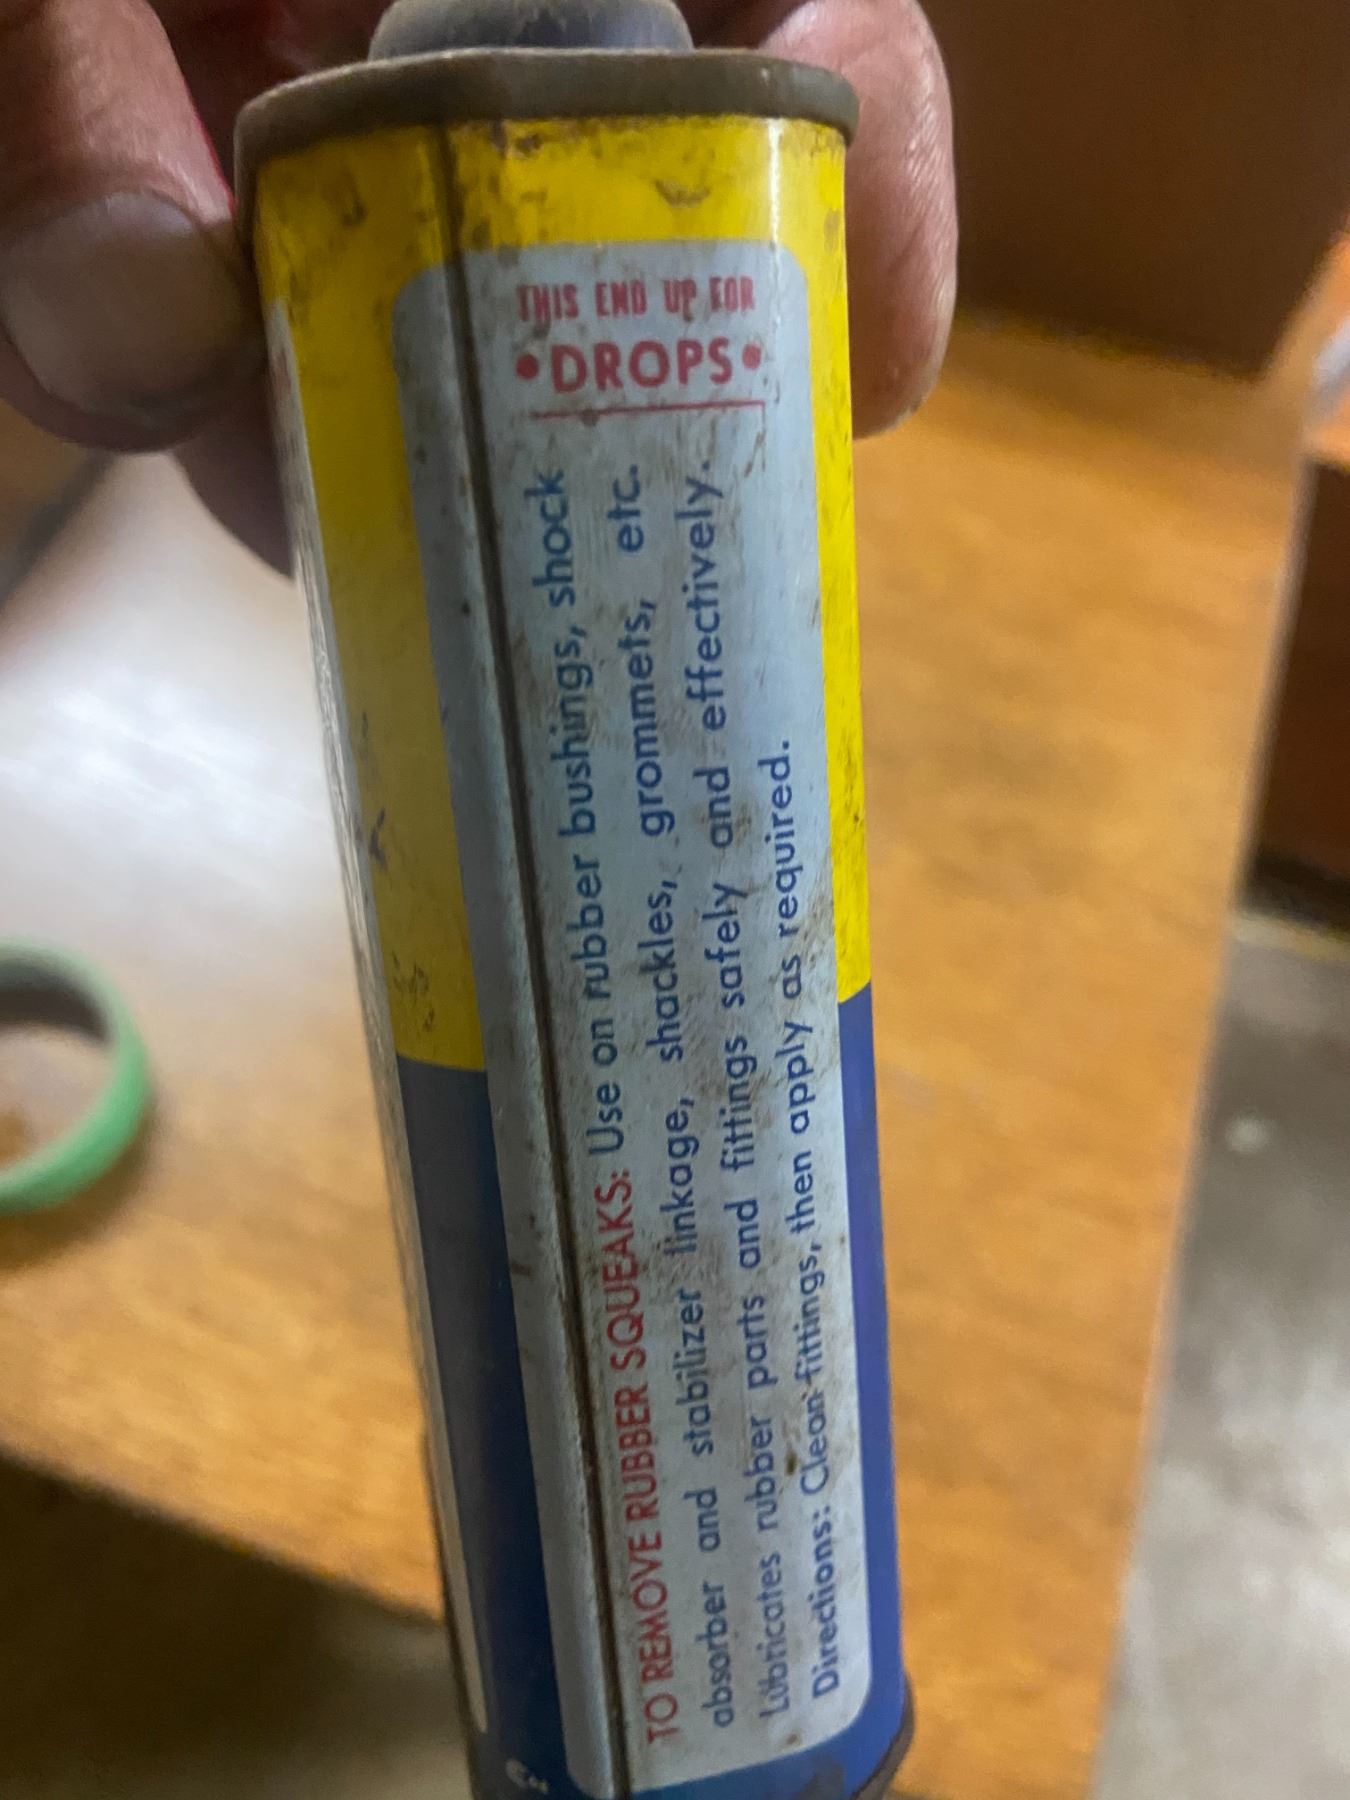 THIS END UP FOR
• DROPS •
TO REMOVE RUBBER SQUEAKS: Use on rubber bushings, shock
absorber and stabilizer linkage, shackles, grommets, etc.
Lubricates rubber parts and fittings safely and effectively.
Directions: Clean fittings, then apply as required.